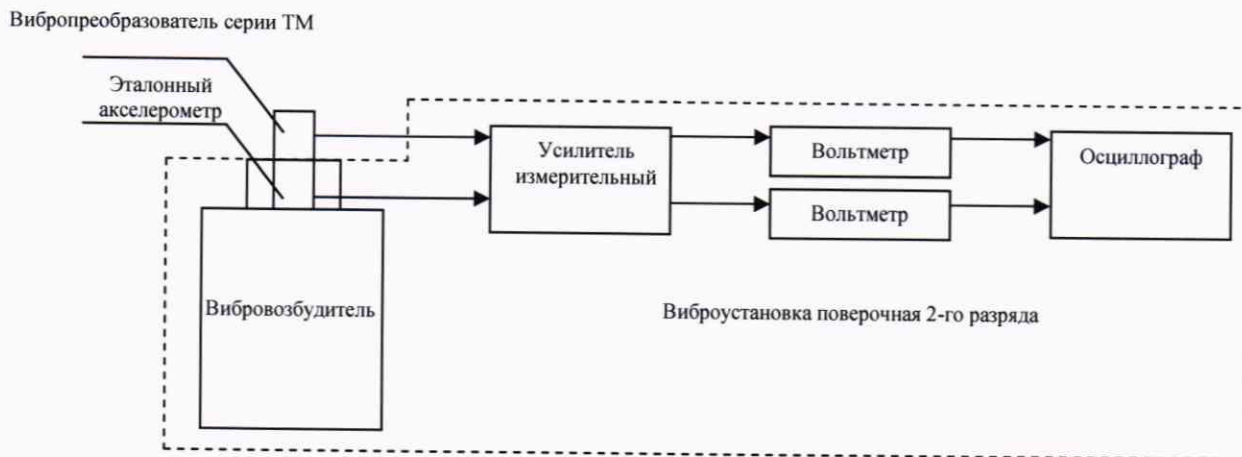 Вибропреобразователь серии ТМ
Эталонный
акселерометр
Усилитель
измерительный
Вольтметр
Вольтметр
Осциллограф
Вибровозбудитель
Виброустановка поверочная 2-го разряда